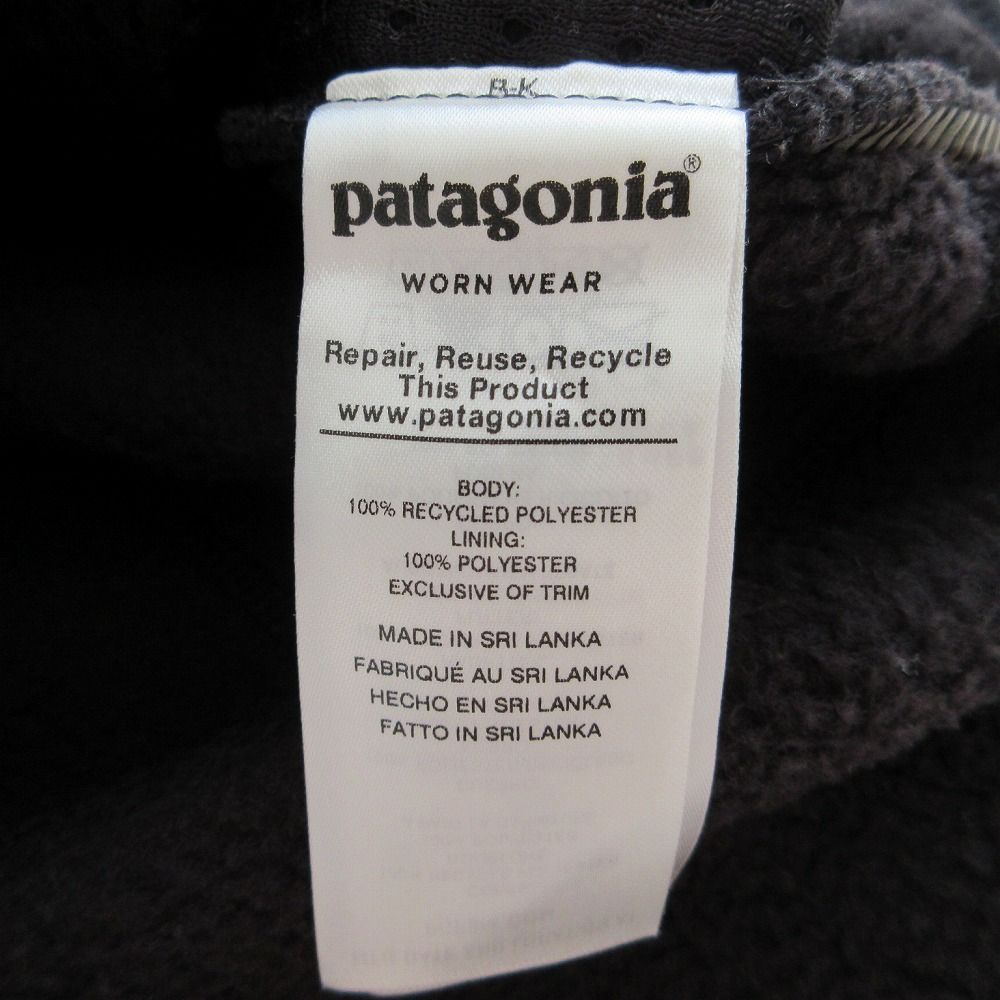 B-K
patagonia®
WORN WEAR
Repair, Reuse, Recycle
This Product
www.patagonia.com
BODY:
100% RECYCLED POLYESTER
LINING:
100% POLYESTER
EXCLUSIVE OF TRIM
MADE IN SRI LANKA
FABRIQUÉ AU SRI LANKA
HECHO EN SRI LANKA
FATTO IN SRI LANKA